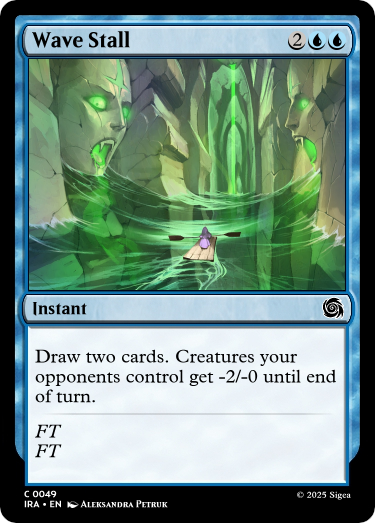 Wave Stall 2
Instant
Draw two cards. Creatures your
opponents control get -2/-0 until end
of turn.
FT
FT
C 0049
IRA • EN Aleksandra Petruk
© 2025 Sigea